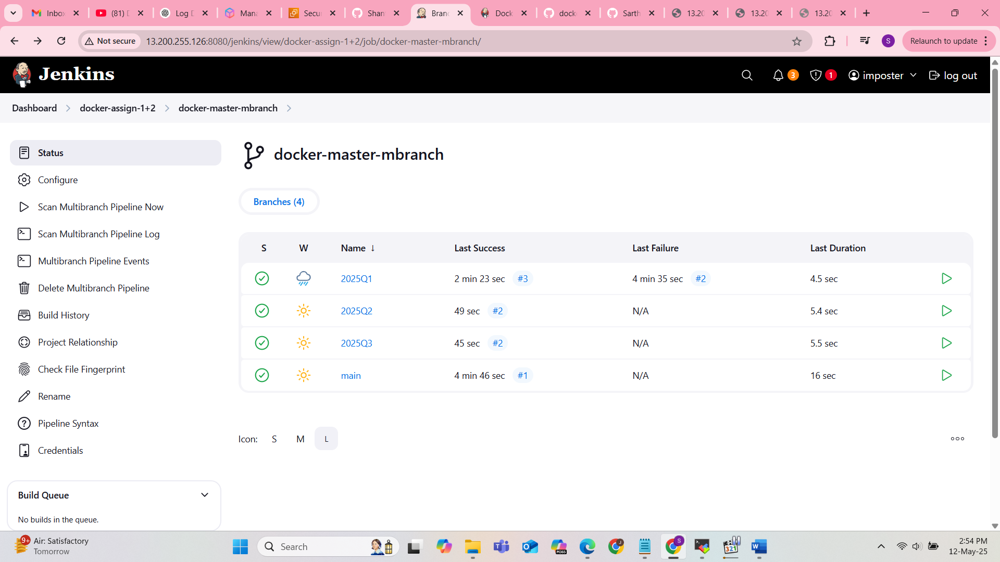 Inbox
(81) D
Log D
Mana
Secur
Shan
Branc
Dock
docke
Sarth
13.20
13.20
13.20
Not secure
13.200.255.126:8080/jenkins/view/docker-assign-1+2/job/docker-master-mbranch/
S
Relaunch to update
Jenkins
3
1
imposter
log out
Dashboard
docker-assign-1+2
docker-master-mbranch
Status
Configure
Scan Multibranch Pipeline Now
Scan Multibranch Pipeline Log
Multibranch Pipeline Events
Delete Multibranch Pipeline
Build History
Project Relationship
Check File Fingerprint
Rename
Pipeline Syntax
Credentials
Build Queue
No builds in the queue.
docker-master-mbranch
Branches (4)
S W Name ↓ Last Success Last Failure Last Duration
2025Q1 2 min 23 sec #3 4 min 35 sec #2 4.5 sec
2025Q2 49 sec #2 N/A 5.4 sec
2025Q3 45 sec #2 N/A 5.5 sec
main 4 min 46 sec #1 N/A 16 sec
Icon: S M L
9+
Air: Satisfactory
Tomorrow
Search
M365
J
S
321
W
2:54 PM
12-May-25